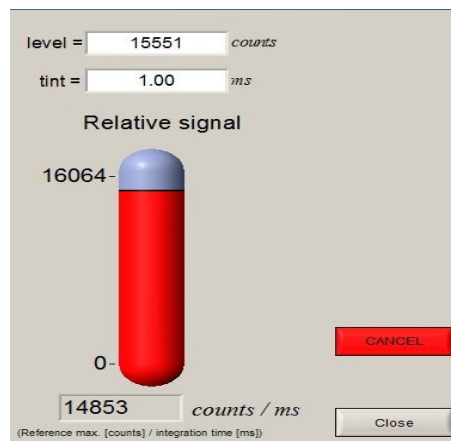 level = 15551 counts
tint = 1.00 ms
Relative signal
16064-
0-
CANCEL
14853 counts / ms
Close
(Reference max. [counts] / integration time [ms])